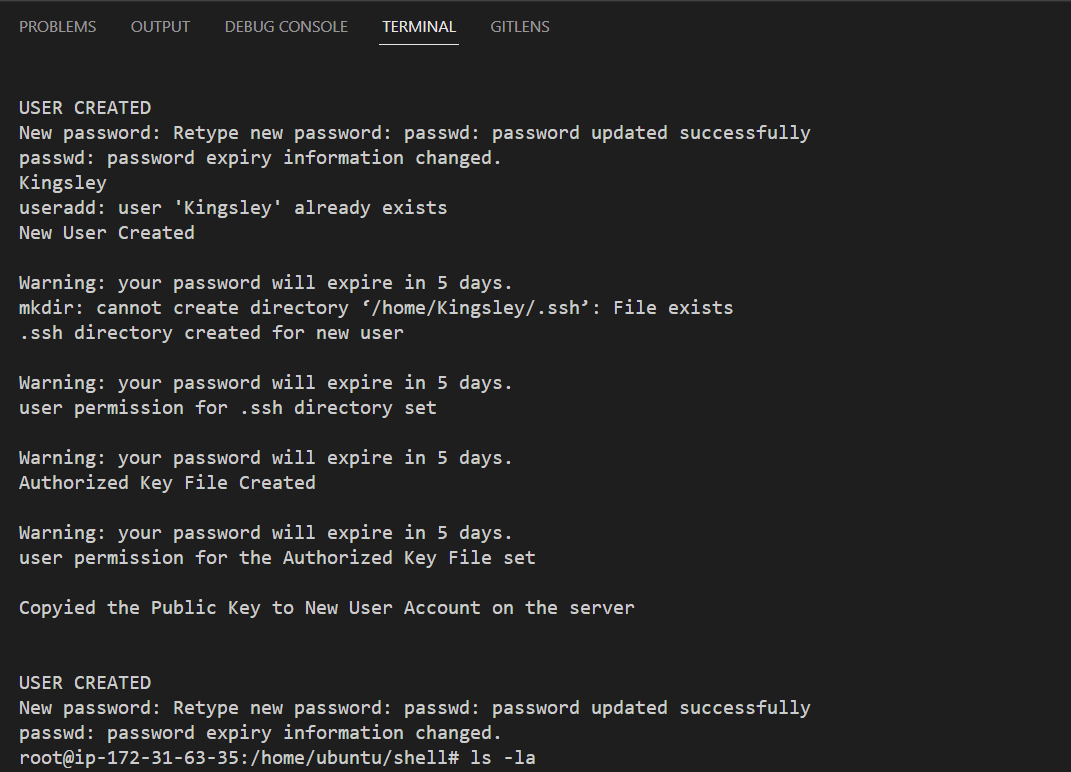 PROBLEMS OUTPUT DEBUG CONSOLE TERMINAL GITLENS
USER CREATED
New password: Retype new password: passwd: password updated successfully
passwd: password expiry information changed.
Kingsley
useradd: user 'Kingsley' already exists
New User Created
Warning: your password will expire in 5 days.
mkdir: cannot create directory ‘/home/Kingsley/.ssh’: File exists
.ssh directory created for new user
Warning: your password will expire in 5 days.
user permission for .ssh directory set
Warning: your password will expire in 5 days.
Authorized Key File Created
Warning: your password will expire in 5 days.
user permission for the Authorized Key File set
Copyied the Public Key to New User Account on the server
USER CREATED
New password: Retype new password: passwd: password updated successfully
passwd: password expiry information changed.
root@ip-172-31-63-35:/home/ubuntu/shell# ls -la